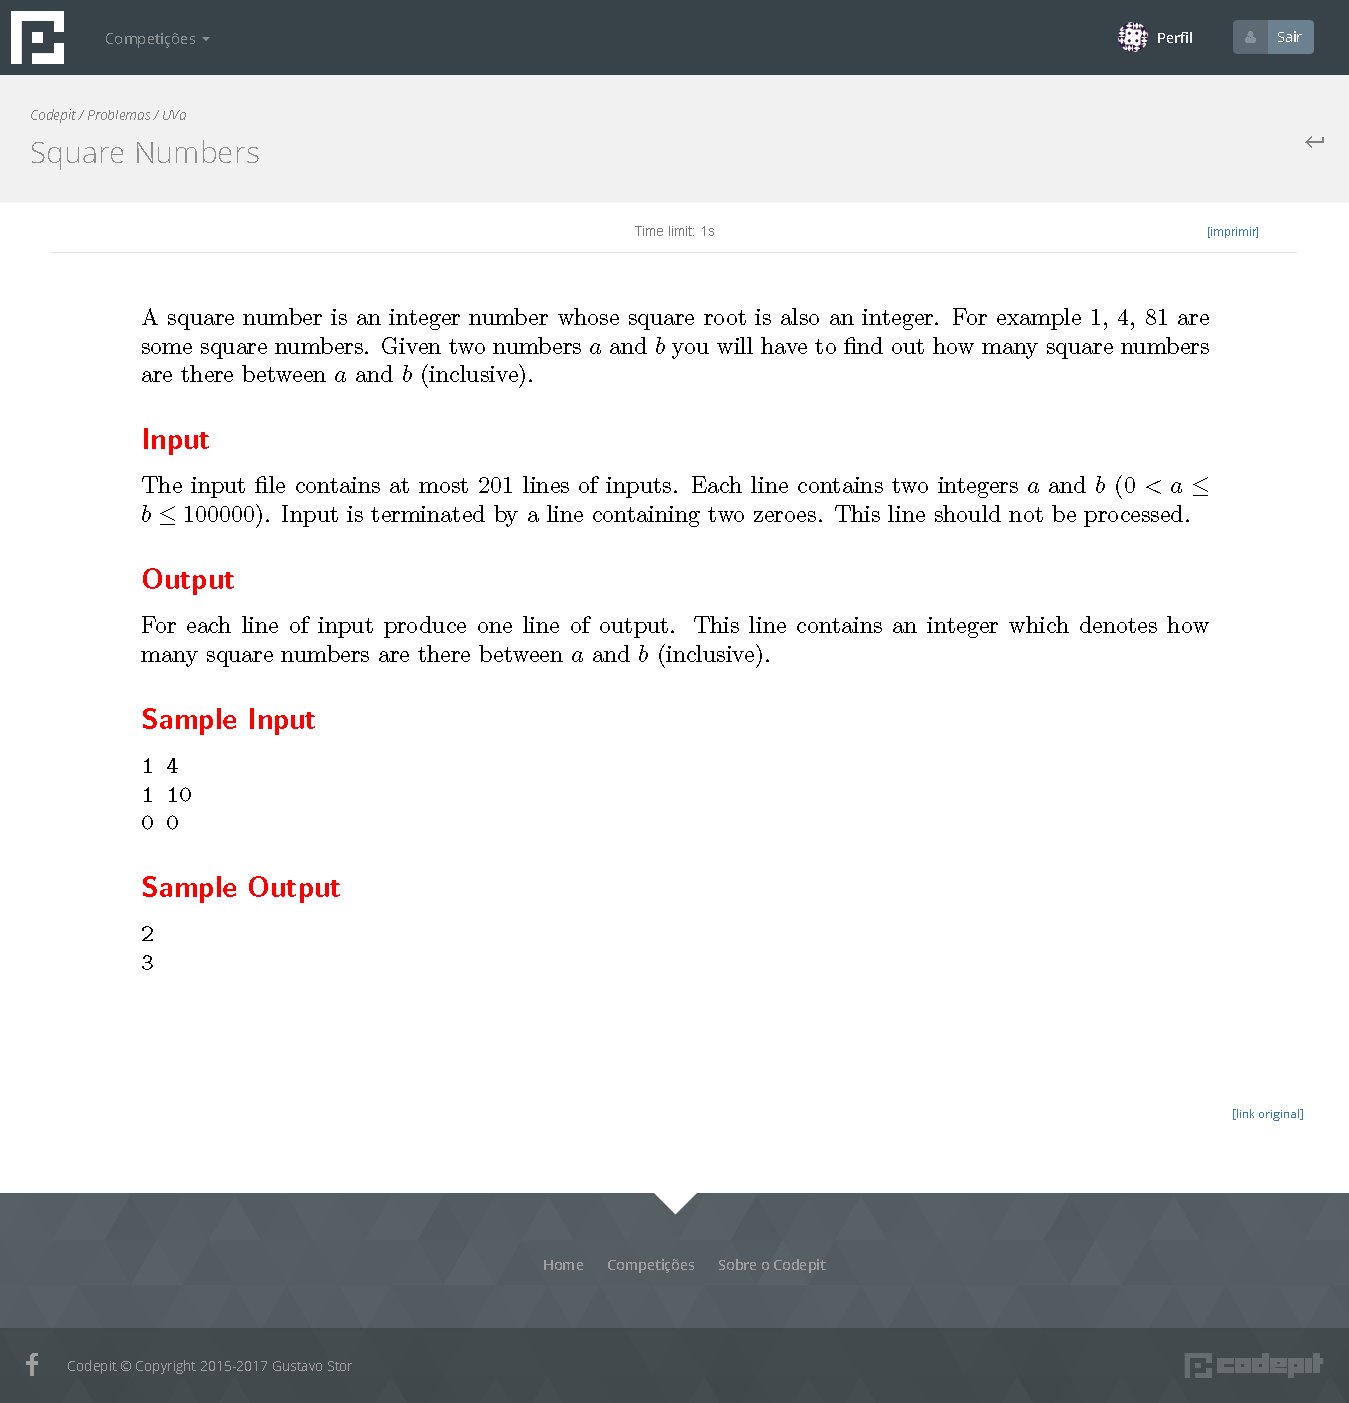 Competições
Perfil
Sair
Codepit / Problemas / UVa
Square Numbers
Time limit: 1s
[imprimir]
A square number is an integer number whose square root is also an integer. For example 1, 4, 81 are
some square numbers. Given two numbers a and b you will have to find out how many square numbers
are there between a and b (inclusive).
Input
The input file contains at most 201 lines of inputs. Each line contains two integers a and b (0 < a ≤
b ≤ 100000). Input is terminated by a line containing two zeroes. This line should not be processed.
Output
For each line of input produce one line of output. This line contains an integer which denotes how
many square numbers are there between a and b (inclusive).
Sample Input
1 4
1 10
0 0
Sample Output
2
3
[link original]
Home Competições Sobre o Codepit
Codepit © Copyright 2015-2017 Gustavo Stor
codepit